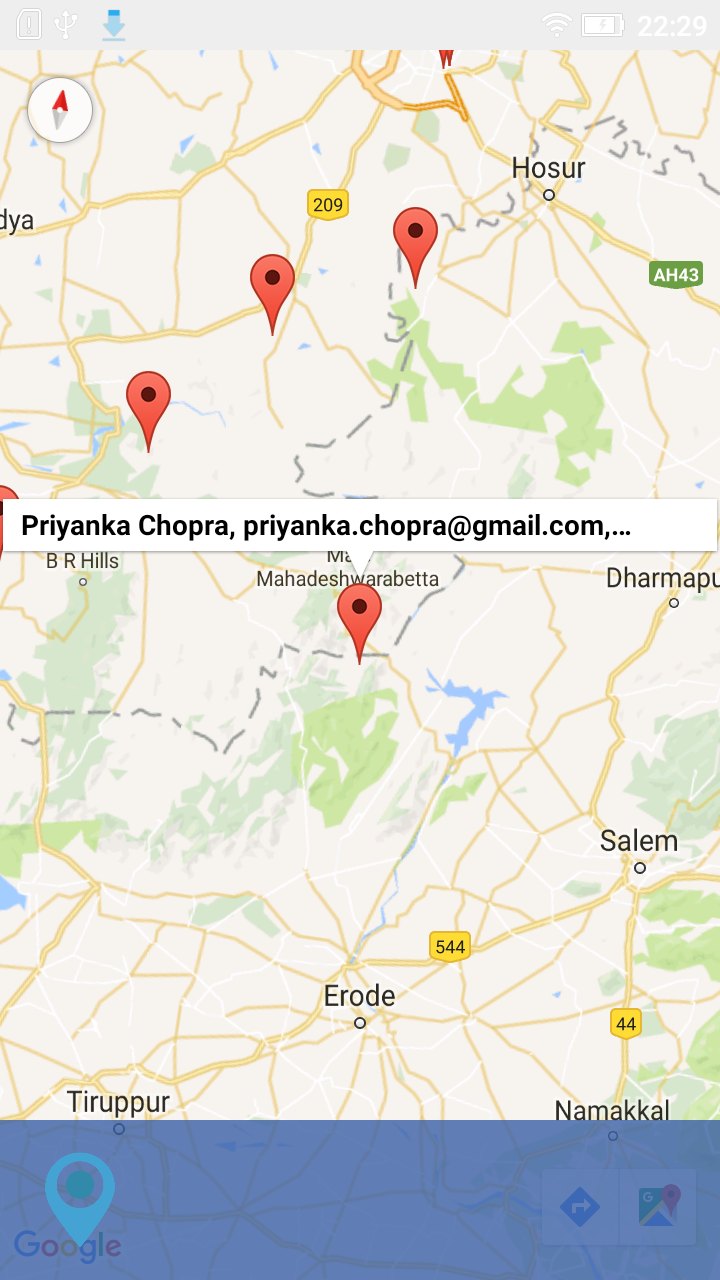 22:29
Hosur
209
dya
AH43
Priyanka Chopra, priyanka.chopra@gmail.com,...
B R Hills
Mahadeshwarabetta
Dharmapu
Salem
544
Erode
44
Tiruppur
Namakkal
Google
G